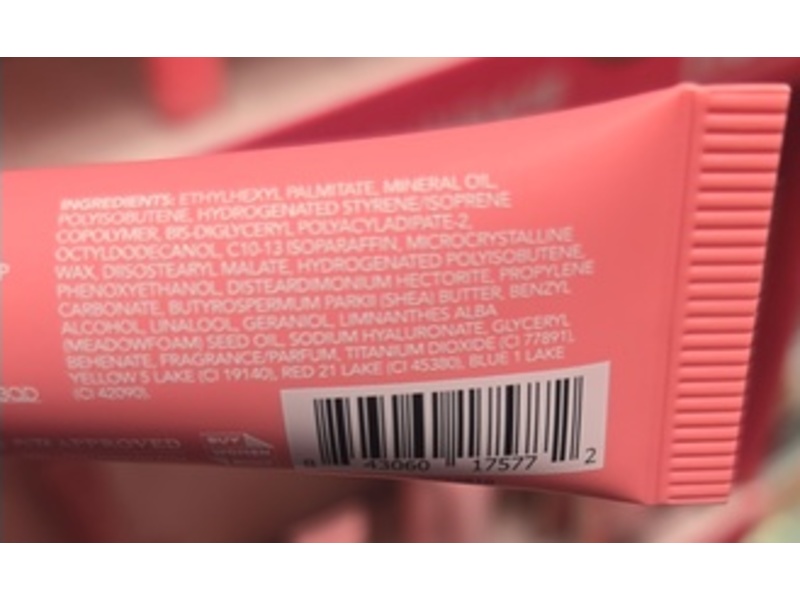 INGREDIENTS: ETHYLHEXYL PALMITATE, MINERAL OIL,
POLYISOBUTENE, HYDROGENATED STYRENE/ISOPRENE
COPOLYMER, BIS-DIGLYCERYL POLYACYLADIPATE-2,
OCTYLDODECANOL, C10-13 ISOPARAFFIN, MICROCRYSTALLINE
WAX, DIISOSTEARYL MALATE, HYDROGENATED POLYISOBUTENE,
PHENOXYETHANOL, DISTEARDIMONIUM HECTORITE, PROPYLENE
CARBONATE, BUTYROSPERMUM PARKII (SHEA) BUTTER, BENZYL
ALCOHOL, LINALOOL, GERANIOL, LIMNANTHES ALBA
(MEADOWFOAM) SEED OIL, SODIUM HYALURONATE, GLYCERYL
BEHENATE, FRAGRANCE/PARFUM, TITANIUM DIOXIDE (CI 77891),
YELLOW 5 LAKE (CI 19140), RED 21 LAKE (CI 45380), BLUE 1 LAKE
(CI 42090).
APPROVED
BUY
43060 17577 2